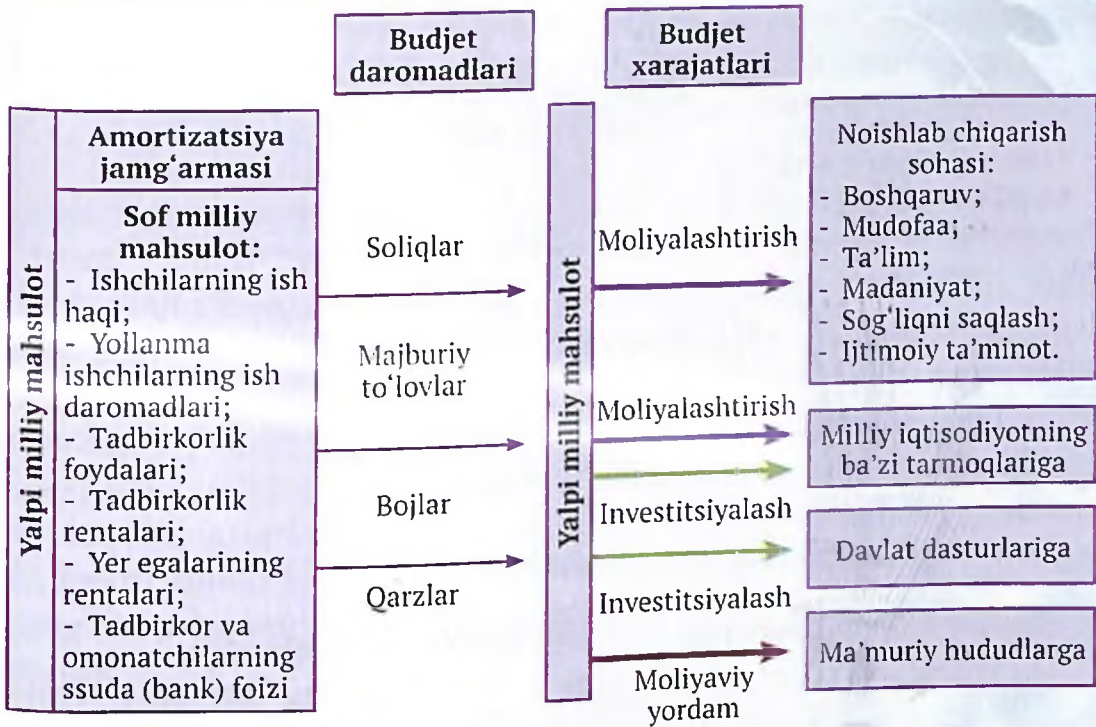 Budjet
daromadlari
Budjet
xarajatlari
Yalpi milliy mahsulot
Amortizatsiya
jamg‘armasi
Sof milliy
mahsulot:
- Ishchilarning ish
haqi;
- Yollanma
ishchilarning ish
daromadlari;
- Tadbirkorlik
foydalari;
- Tadbirkorlik
rentalari;
- Yer egalarining
rentalari;
- Tadbirkor va
omonatchilarning
ssuda (bank) foizi
Soliqlar
Majburiy
to‘lovlar
Bojlar
Qarzlar
Yalpi milliy mahsulot
Moliyalashtirish
Moliyalashtirish
Investitsiyalash
Investitsiyalash
Moliyaviy
yordam
Noishlab chiqarish
sohasi:
- Boshqaruv;
- Mudofaa;
- Ta’lim;
- Madaniyat;
- Sog‘liqni saqlash;
- Ijtimoiy ta’minot.
Milliy iqtisodiyotning
ba’zi tarmoqlariga
Davlat dasturlariga
Ma’muriy hududlarga